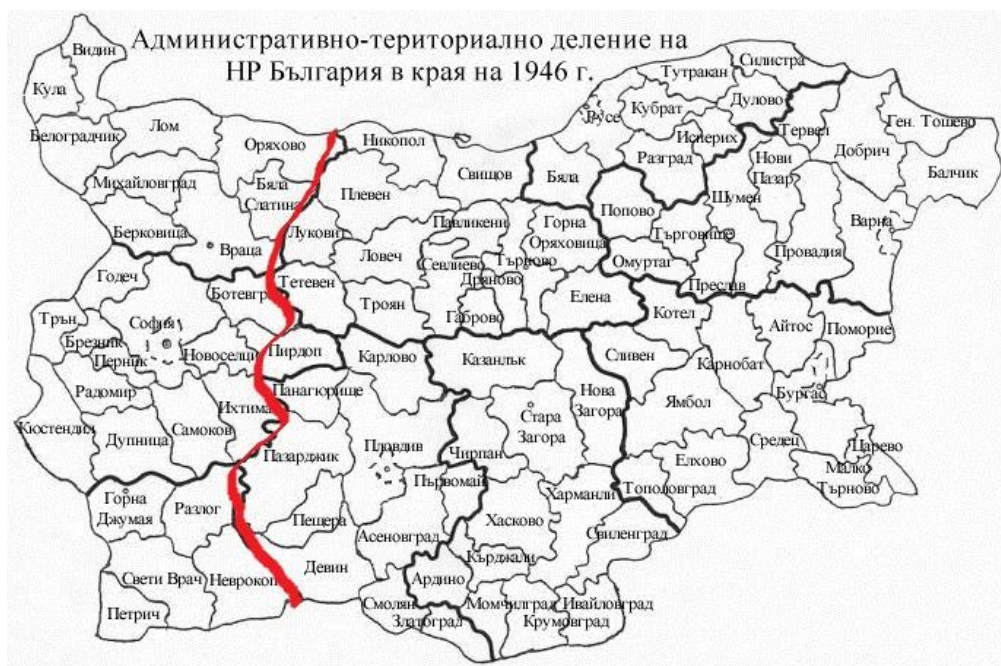 Административно-териториално деление на
НР България в края на 1946 г.
Видин
Кула
Белоградчик
Лом
Оряхово
Никопол
Свищов
Бяла
Русе
Кубрат
Тутракан
Силистра
Дулово
Исперих
Разград
Тервел
Ген. Тошево
Добрич
Балчик
Михайловград
Бяла
Слатина
Плевен
Берковица
Враца
Луковит
Ловеч
Павликени
Горна
Оряховица
Севлиево
Търново
Дряново
Попово
Търговище
Омуртаг
Шумен
Нови
Пазар
Преслав
Провадия
Варна
Годеч
Ботевгр
Тетевен
Троян
Габрово
Елена
Котел
Айтос
Поморие
Трън
Брезник
София
Перник
Новоселци
Пирдоп
Карлово
Казанлък
Сливен
Карнобат
Бургас
Радомир
Ихтима
Панагюрище
Нова
Загора
Ямбол
Кюстендил
Дупница
Самоков
Пазарджик
Пловдив
Чирпан
Стара
Загора
Средец
Царево
Малко
Търново
Елхово
Тополовград
Горна
Джумая
Разлог
Пещера
Първомай
Асеновград
Хасково
Харманли
Свиленград
Свети Врач
Неврокоп
Девин
Кърджали
Ардино
Петрич
Смолян
Златоград
Момчилград
Ивайловград
Крумовград